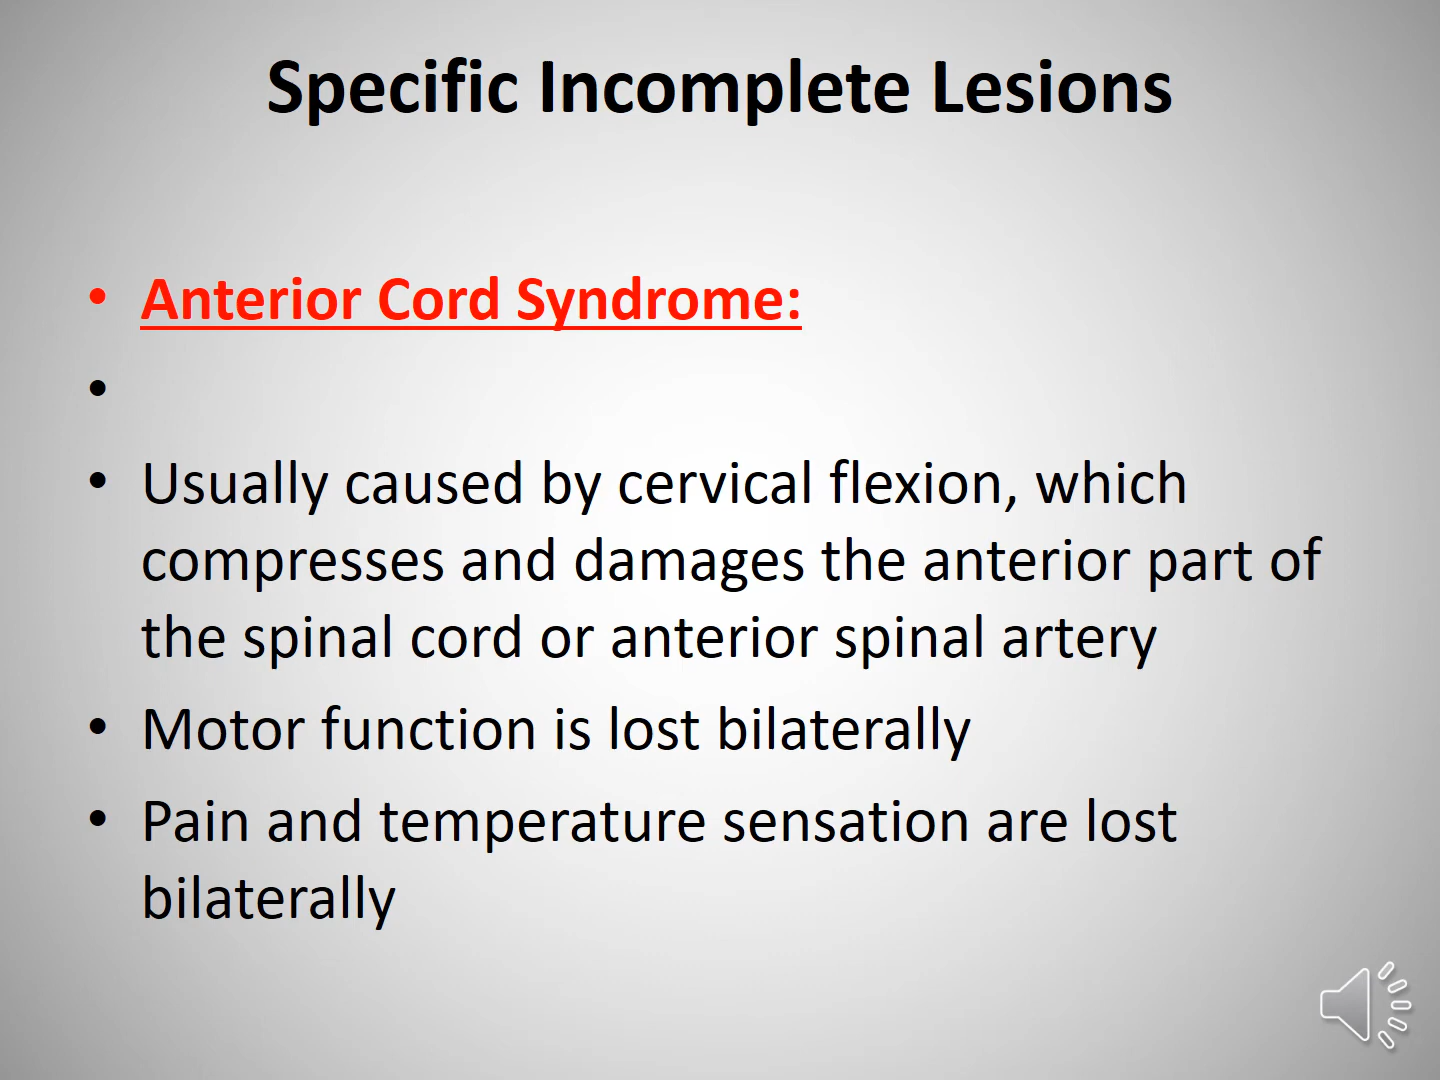 Specific Incomplete Lesions
• Anterior Cord Syndrome:
•
• Usually caused by cervical flexion, which
compresses and damages the anterior part of
the spinal cord or anterior spinal artery
• Motor function is lost bilaterally
• Pain and temperature sensation are lost
bilaterally